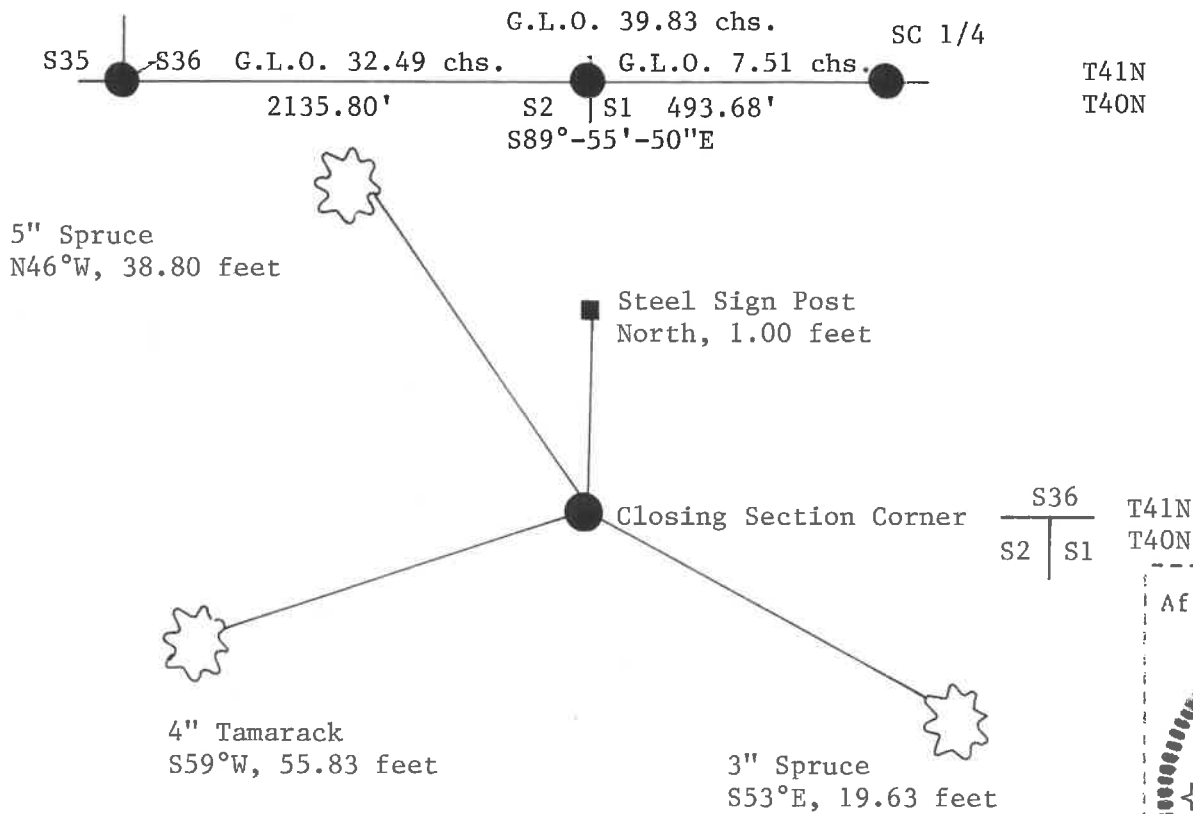 G.L.O. 39.83 chs.
SC 1/4
S35 S36 G.L.O. 32.49 chs. G.L.O. 7.51 chs.
T41N
2135.80' S2 S1 493.68'
T40N
S89°-55'-50"E
5" Spruce
N46°W, 38.80 feet
Steel Sign Post
North, 1.00 feet
Closing Section Corner
S36
T41N
S2 S1
T40N
Af
4" Tamarack
S59°W, 55.83 feet
3" Spruce
S53°E, 19.63 feet